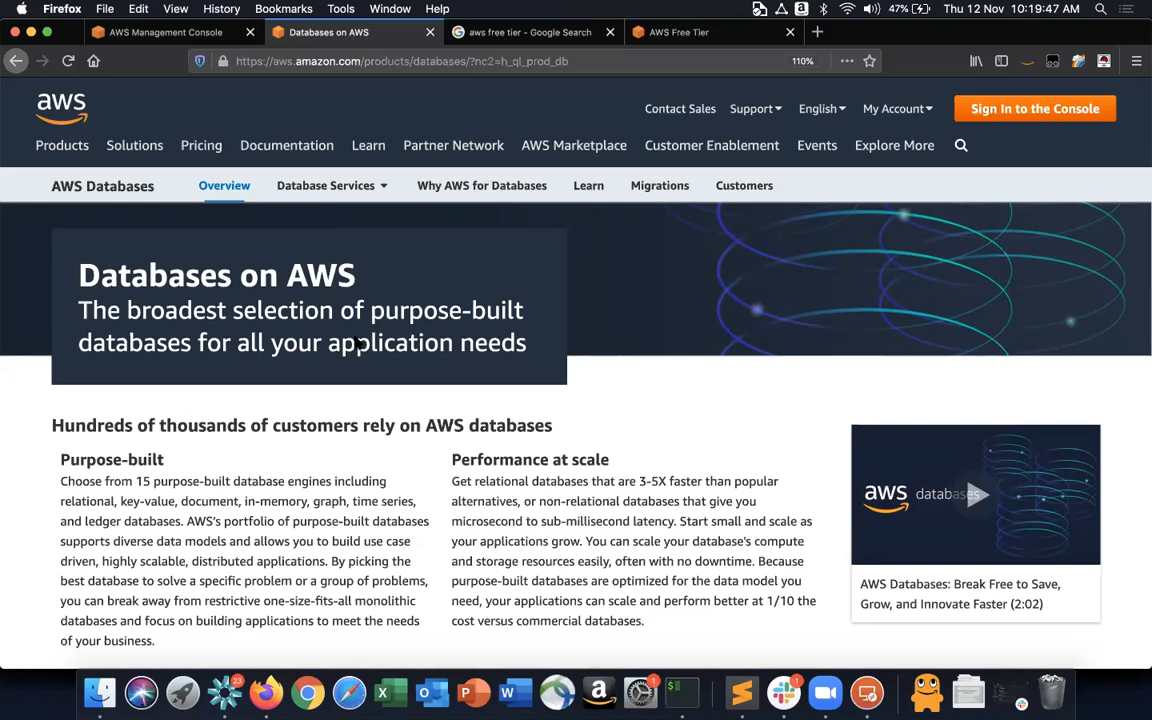 Firefox File Edit View History Bookmarks Tools Window Help 47% Thu 12 Nov 10:19:47 AM
AWS Management Console Databases on AWS aws free tier - Google Search AWS Free Tier
https://aws.amazon.com/products/databases/?nc2=h_ql_prod_db 110%
aws Contact Sales Support English My Account Sign In to the Console
Products Solutions Pricing Documentation Learn Partner Network AWS Marketplace Customer Enablement Events Explore More
AWS Databases Overview Database Services Why AWS for Databases Learn Migrations Customers
Databases on AWS
The broadest selection of purpose-built
databases for all your application needs
Hundreds of thousands of customers rely on AWS databases
Purpose-built
Choose from 15 purpose-built database engines including
relational, key-value, document, in-memory, graph, time series,
and ledger databases. AWS's portfolio of purpose-built databases
supports diverse data models and allows you to build use case
driven, highly scalable, distributed applications. By picking the
best database to solve a specific problem or a group of problems,
you can break away from restrictive one-size-fits-all monolithic
databases and focus on building applications to meet the needs
of your business.
Performance at scale
Get relational databases that are 3-5X faster than popular
alternatives, or non-relational databases that give you
microsecond to sub-millisecond latency. Start small and scale as
your applications grow. You can scale your database's compute
and storage resources easily, often with no downtime. Because
purpose-built databases are optimized for the data model you
need, your applications can scale and perform better at 1/10 the
cost versus commercial databases.
aws databases
AWS Databases: Break Free to Save,
Grow, and Innovate Faster (2:02)
23 1 1